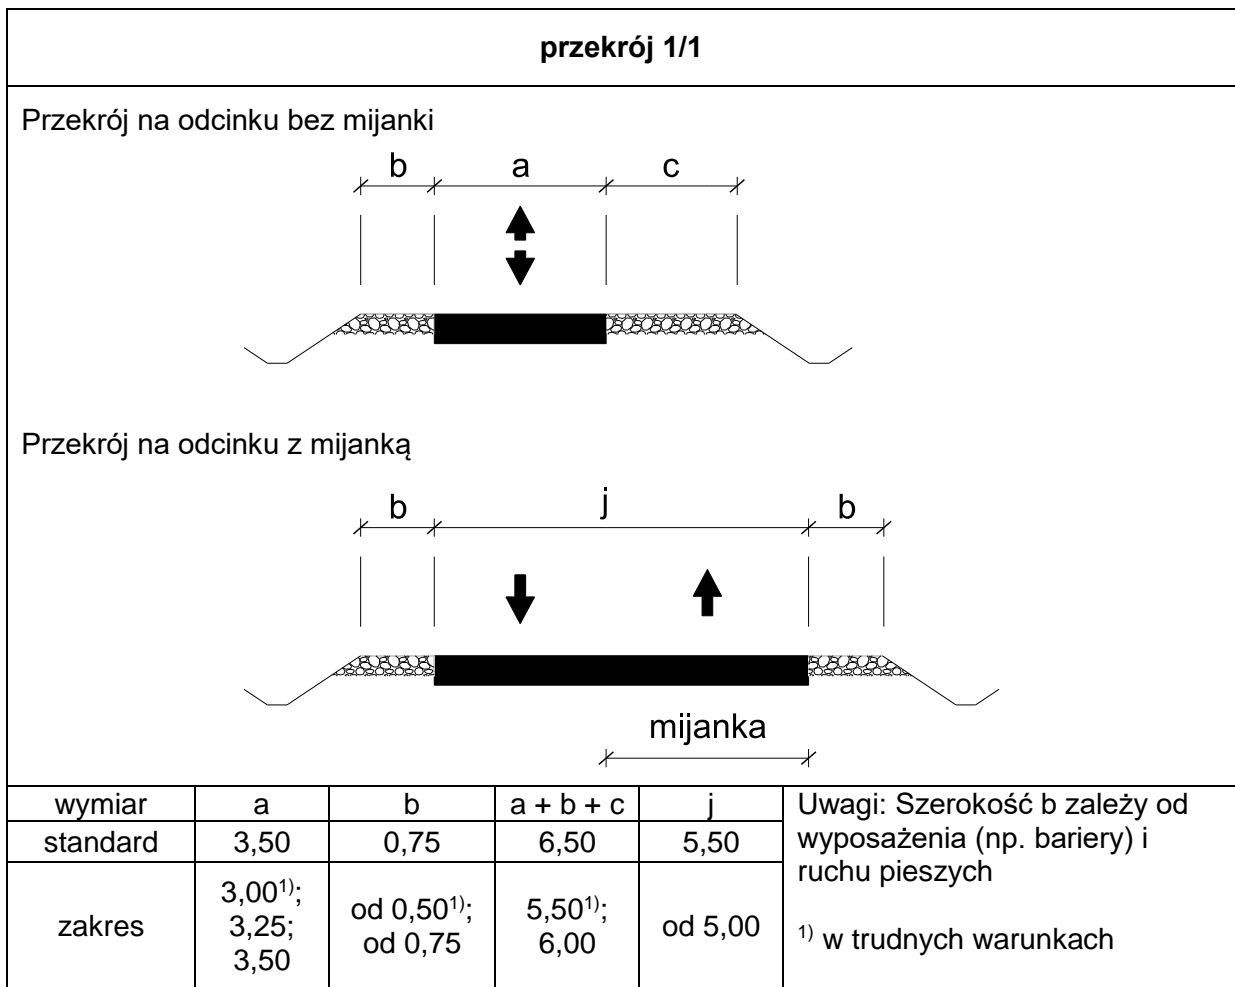 przekrój 1/1
Przekrój na odcinku bez mijanki
b a c
Przekrój na odcinku z mijanką
b j b
mijanka
wymiar a b a + b + c j
standard 3,50 0,75 6,50 5,50
zakres 3,00¹⁾; 3,25; 3,50 od 0,50¹⁾; od 0,75 5,50¹⁾; 6,00 od 5,00
Uwagi: Szerokość b zależy od
wyposażenia (np. bariery) i
ruchu pieszych
¹⁾ w trudnych warunkach